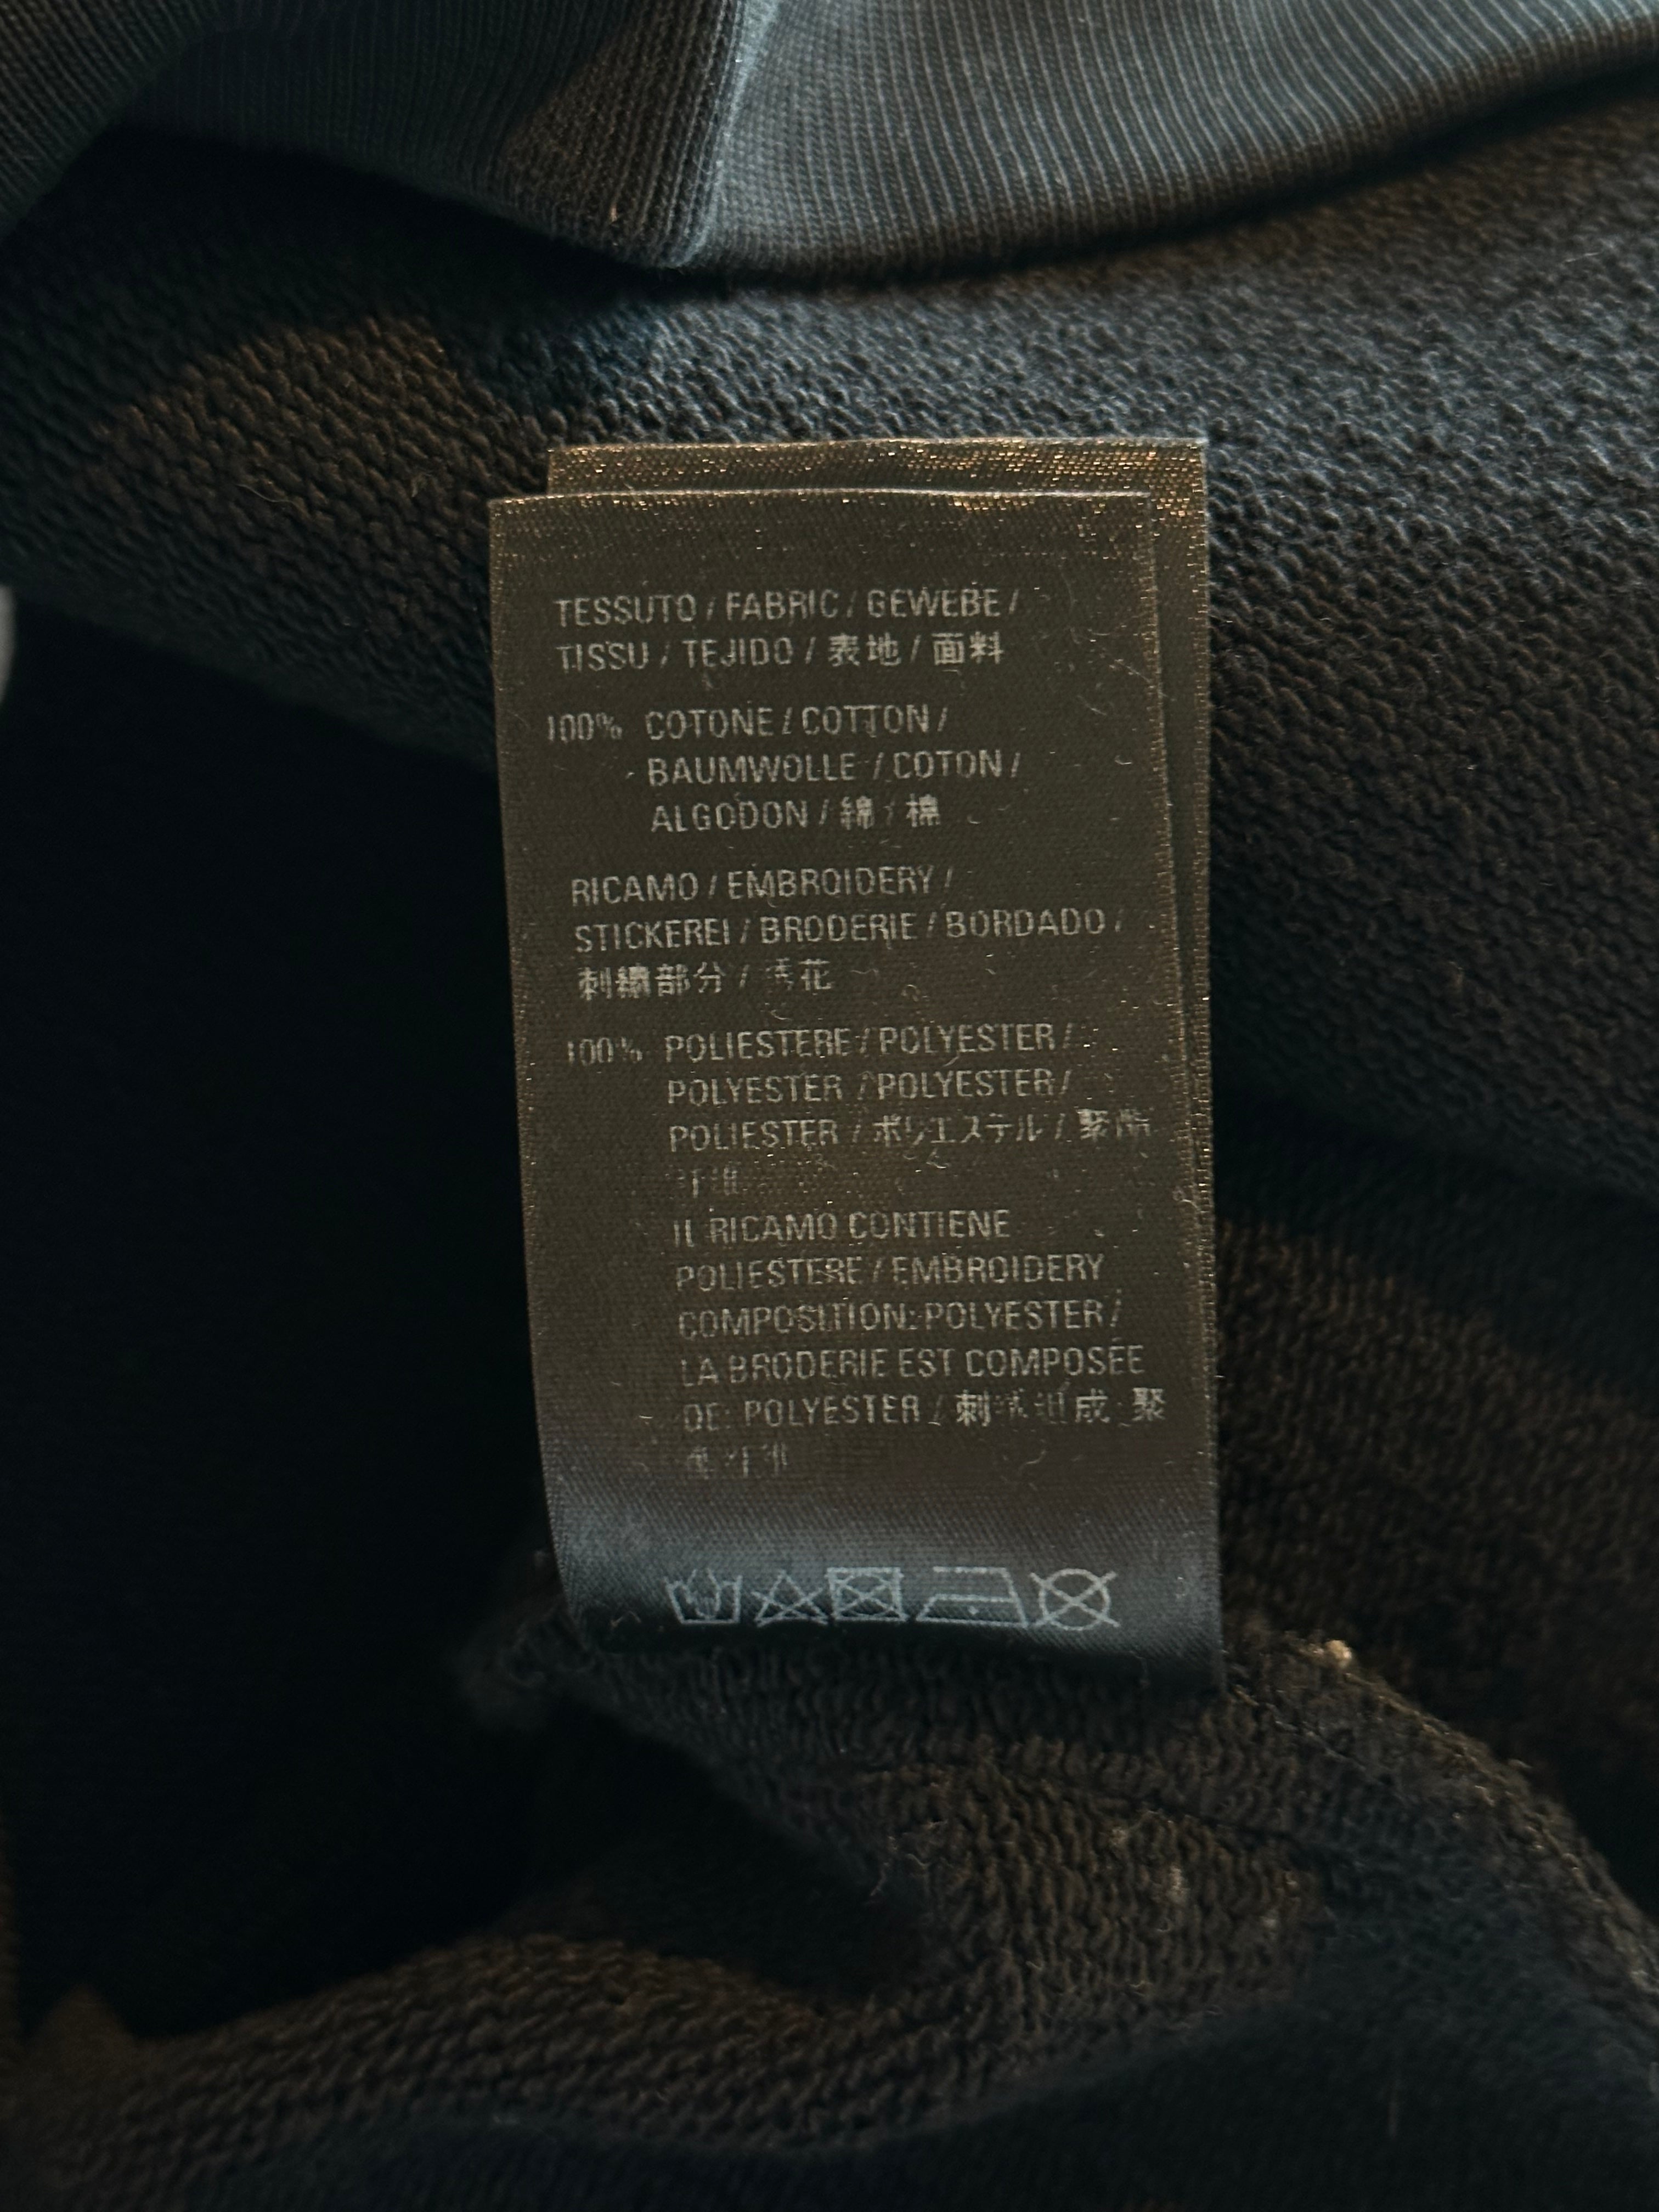 TESSUTO / FABRIC / GEWEBE /
TISSU / TEJIDO / 表地 / 面料
100% COTONE / COTTON /
BAUMWOLLE / COTON /
ALGODON / 綿 / 棉
RICAMO / EMBROIDERY /
STICKEREI / BRODERIE / BORDADO /
刺繍部分 / 绣花
100% POLIESTERE / POLYESTER /
POLYESTER / POLYESTER /
POLIESTER / ポリエステル /
IL RICAMO CONTIENE
POLIESTERE / EMBROIDERY
COMPOSITION: POLYESTER /
LA BRODERIE EST COMPOSÉE
DE: POLYESTER /